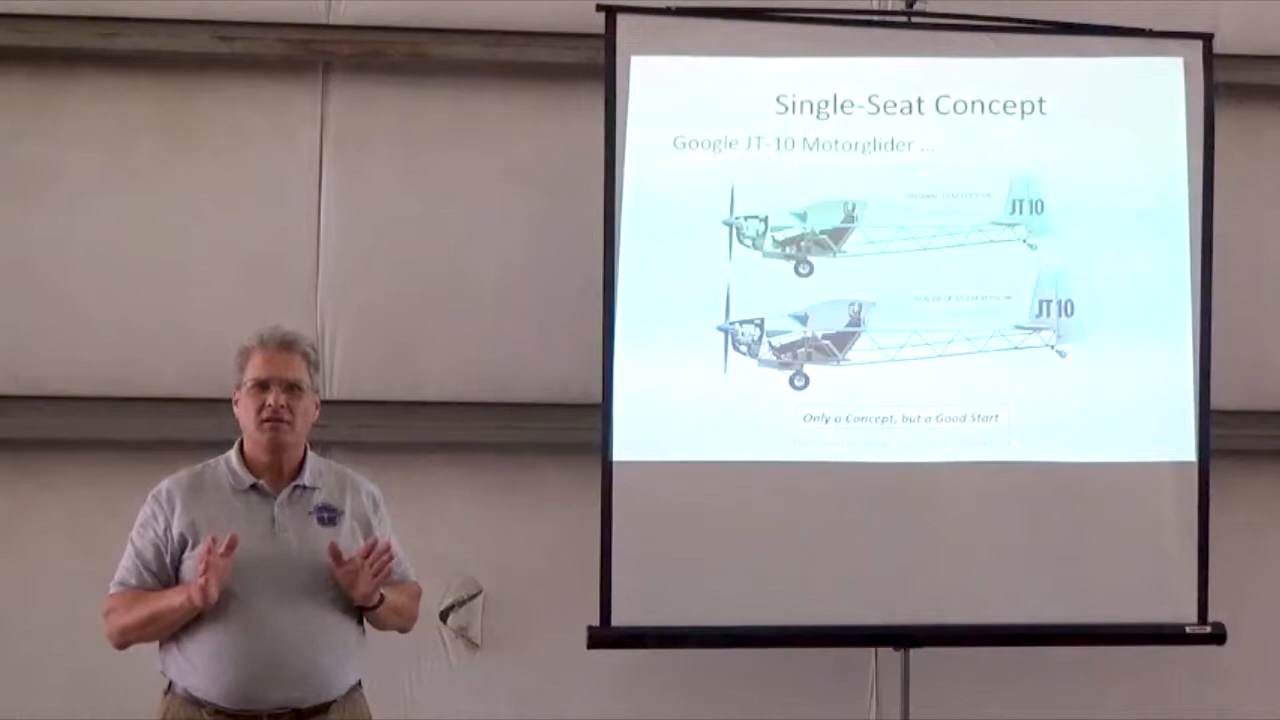 Single-Seat Concept
Google JT-10 Motorglider ...
JT10
JT10
Only a Concept, but a Good Start